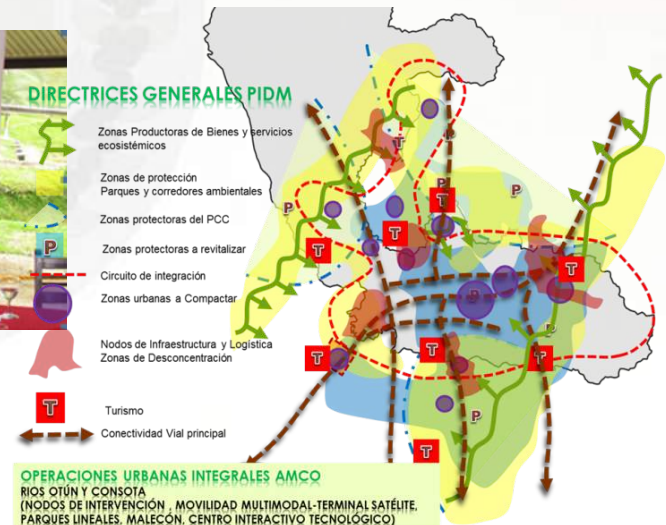 DIRECTRICES GENERALES PIDM
Zonas Productoras de Bienes y servicios
ecosistémicos
Zonas de protección
Parques y corredores ambientales
Zonas protectoras del PCC
P
Zonas protectoras a revitalizar
Circuito de integración
Zonas urbanas a Compactar
Nodos de Infraestructura y Logística
Zonas de Desconcentración
T
Turismo
Conectividad Vial principal
T
P
P
P
T
T
T
T
P
P
T
T
T
P
T
OPERACIONES URBANAS INTEGRALES AMCO
RIOS OTÚN Y CONSOTA
(NODOS DE INTERVENCIÓN , MOVILIDAD MULTIMODAL-TERMINAL SATÉLITE,
PARQUES LINEALES, MALECÓN, CENTRO INTERACTIVO TECNOLÓGICO)